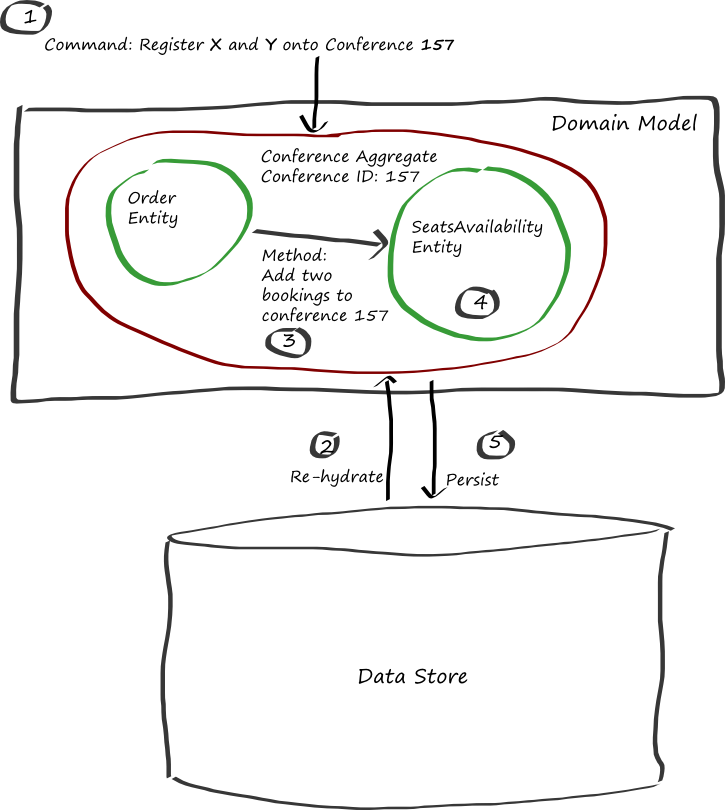 1
Command: Register X and Y onto Conference 157
Domain Model
Conference Aggregate
Conference ID: 157
Order
Entity
SeatsAvailability
Entity
Method:
Add two
bookings to
conference 157
3
4
2
Re-hydrate
5
Persist
Data Store